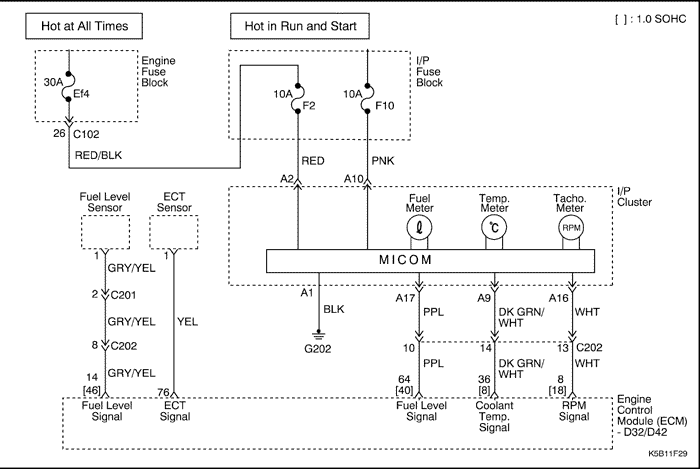 Hot at All Times
Hot in Run and Start
[ ] : 1.0 SOHC
Engine
Fuse
Block
30A
Ef4
26
C102
RED/BLK
10A
F2
10A
F10
I/P
Fuse
Block
RED
PNK
A2
A10
I/P
Cluster
Fuel
Meter
Temp.
Meter
Tacho.
Meter
ℓ
℃
RPM
MICOM
Fuel Level
Sensor
ECT
Sensor
1
1
GRY/YEL
2
C201
GRY/YEL
YEL
8
C202
GRY/YEL
14
[46]
76
A1
BLK
G202
A17
A9
A16
PPL
DK GRN/
WHT
WHT
10
14
13
C202
PPL
DK GRN/
WHT
WHT
64
[40]
36
[8]
8
[18]
Fuel Level
Signal
ECT
Signal
Fuel Level
Signal
Coolant
Temp.
Signal
RPM
Signal
Engine
Control
Module (ECM)
- D32/D42
K5B11F29